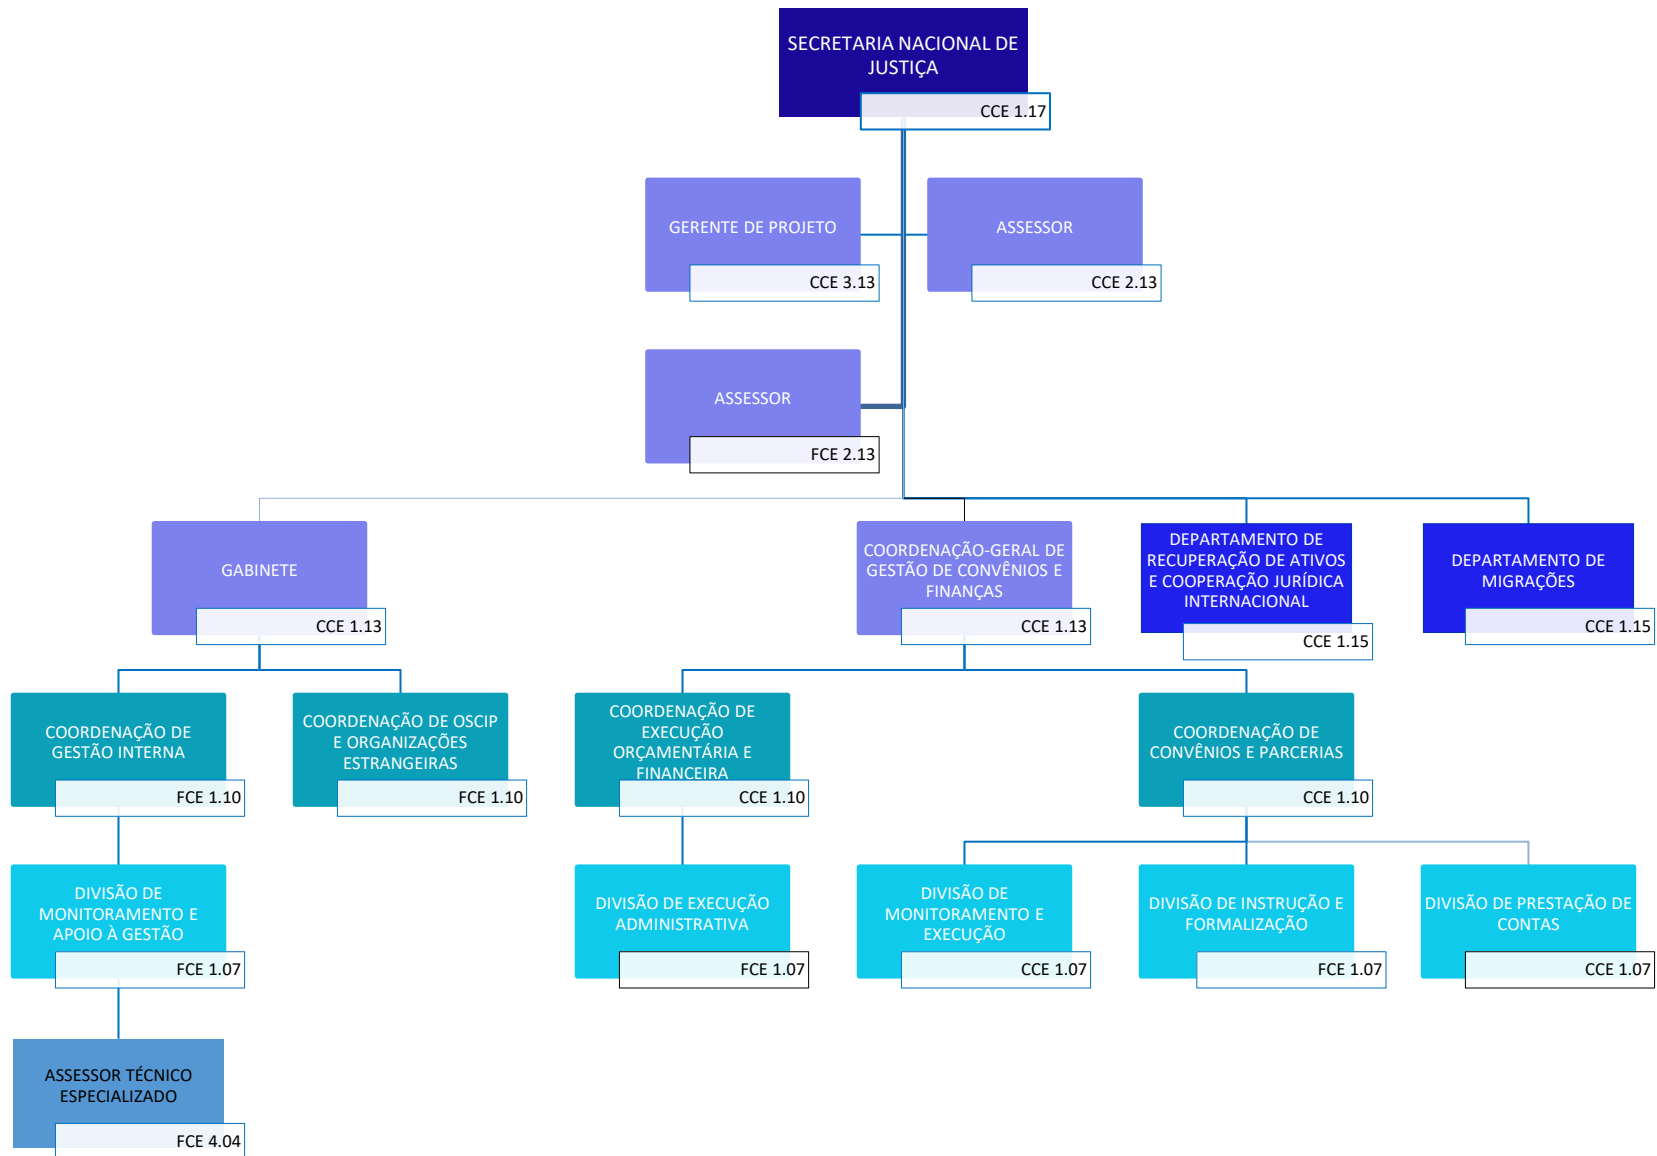 SECRETARIA NACIONAL DE
JUSTIÇA
CCE 1.17
GERENTE DE PROJETO
CCE 3.13
ASSESSOR
CCE 2.13
ASSESSOR
FCE 2.13
GABINETE
CCE 1.13
COORDENAÇÃO-GERAL DE
GESTÃO DE CONVÊNIOS E
FINANÇAS
CCE 1.13
DEPARTAMENTO DE
RECUPERAÇÃO DE ATIVOS
E COOPERAÇÃO JURÍDICA
INTERNACIONAL
CCE 1.15
DEPARTAMENTO DE
MIGRAÇÕES
CCE 1.15
COORDENAÇÃO DE
GESTÃO INTERNA
FCE 1.10
COORDENAÇÃO DE OSCIP
E ORGANIZAÇÕES
ESTRANGEIRAS
FCE 1.10
COORDENAÇÃO DE
EXECUÇÃO
ORÇAMENTÁRIA E
FINANCEIRA
CCE 1.10
COORDENAÇÃO DE
CONVÊNIOS E PARCERIAS
CCE 1.10
DIVISÃO DE
MONITORAMENTO E
APOIO À GESTÃO
FCE 1.07
DIVISÃO DE EXECUÇÃO
ADMINISTRATIVA
FCE 1.07
DIVISÃO DE
MONITORAMENTO E
EXECUÇÃO
CCE 1.07
DIVISÃO DE INSTRUÇÃO E
FORMALIZAÇÃO
FCE 1.07
DIVISÃO DE PRESTAÇÃO DE
CONTAS
CCE 1.07
ASSESSOR TÉCNICO
ESPECIALIZADO
FCE 4.04